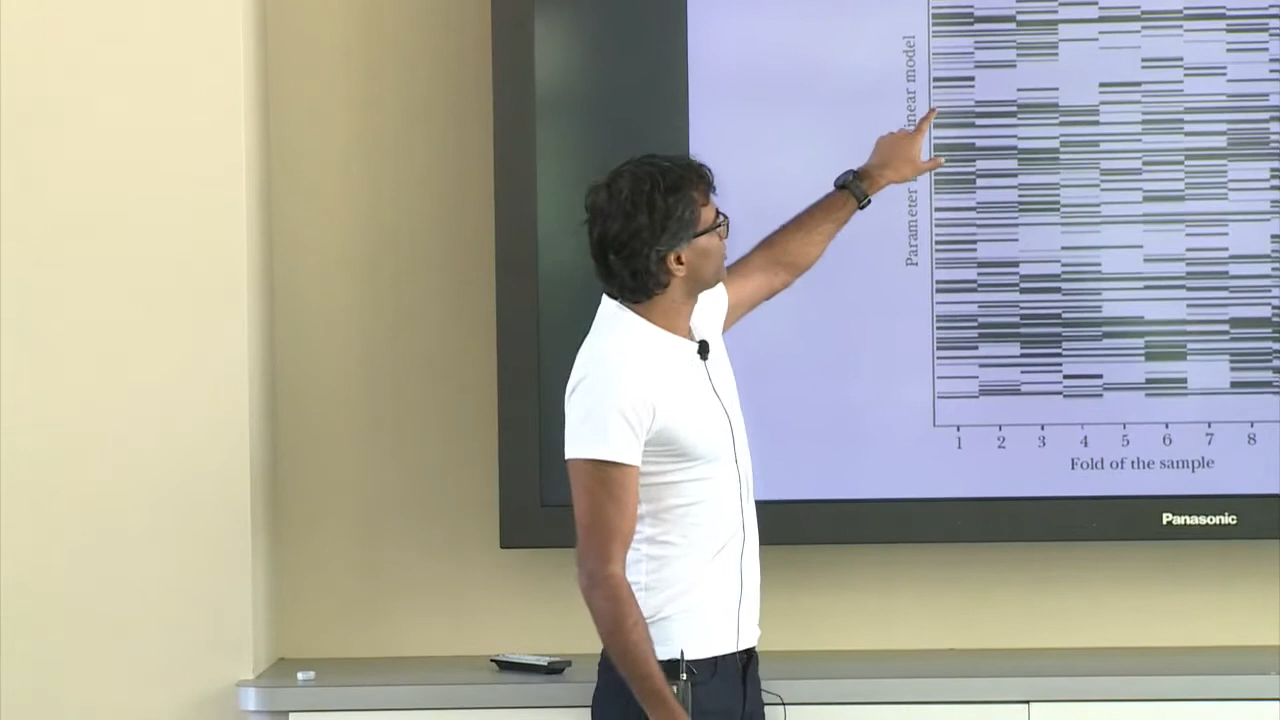 Parameter inear model
1 2 3 4 5 6 7 8
Fold of the sample
Panasonic